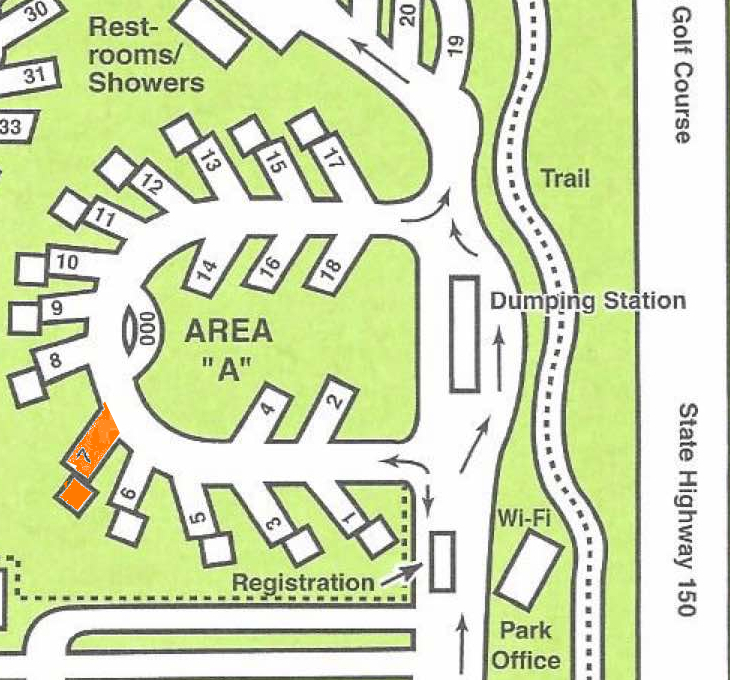 30
Rest-
rooms/
Showers
31
33
20
19
Golf Course
13
15
17
12
11
10
9
8
14
16
18
Trail
Dumping Station
000
AREA
"A"
4
2
7
6
5
3
1
Wi-Fi
Registration
Park
Office
State Highway 150